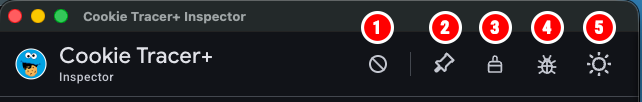 Cookie Tracer+ Inspector
1 2 3 4 5
Cookie Tracer+
Inspector